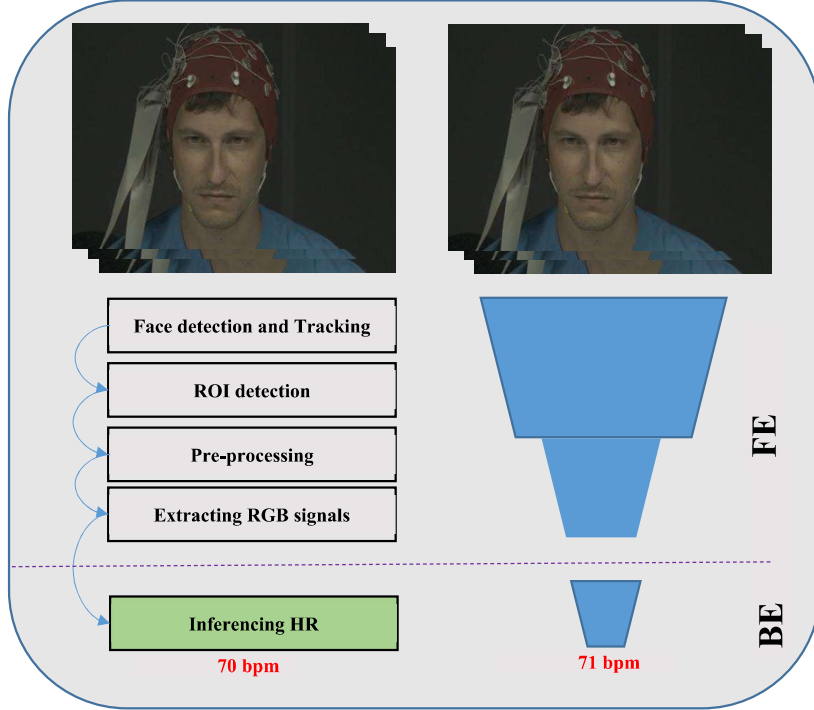 Face detection and Tracking
ROI detection
Pre-processing
Extracting RGB signals
FE
Inferencing HR
BE
70 bpm
71 bpm